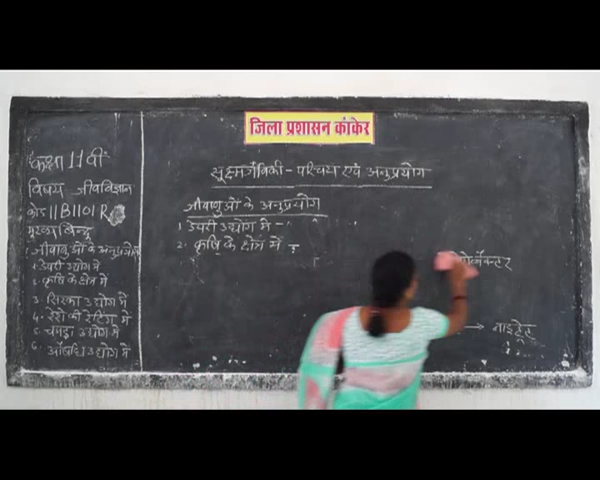 जिला प्रशासन कांकेर
कक्षा 11वीं
विषय जीवविज्ञान
कोड 11B1101R
मुख्य बिन्दू
जीवाणुओं के अनुप्रयोग
1. डेयरी उद्योग में
2. कृषि के क्षेत्र में
3. सिरका उद्योग में
4. रेशे की रेटिंग में
5. चमड़ा उद्योग में
6. औषधि उद्योग में
सूक्ष्मजैविकी - परिचय एवं अनुप्रयोग
जीवाणुओं के अनुप्रयोग
1. डेयरी उद्योग में -
2. कृषि के क्षेत्र में -
→ नाइट्रेट